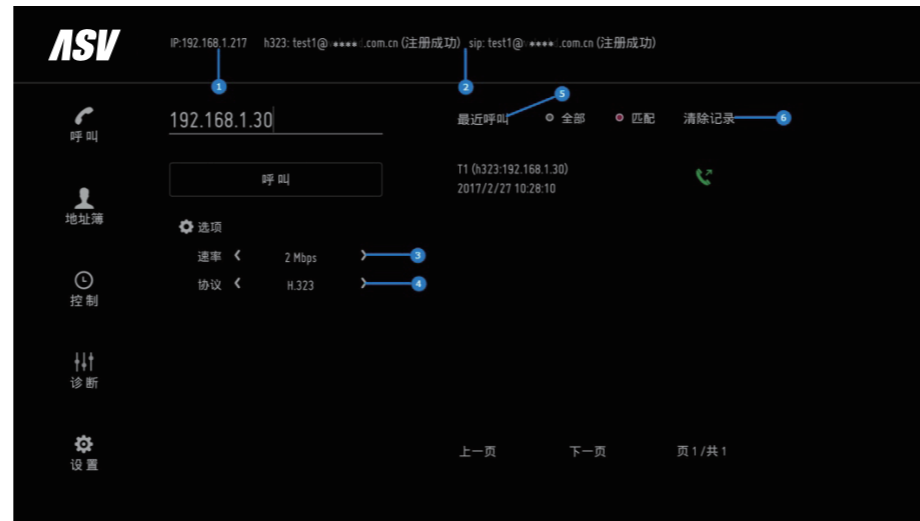 ASV
IP:192.168.1.217 h323: test1@ .com.cn (注册成功) sip: test1@ .com.cn (注册成功)
1
2
呼叫
192.168.1.30
最近呼叫 全部 匹配 清除记录
5
6
呼叫
T1 (h323:192.168.1.30)
2017/2/27 10:28:10
地址簿
选项
速率 2 Mbps
3
协议 H.323
4
控制
诊断
设置
上一页 下一页 页 1 /共 1